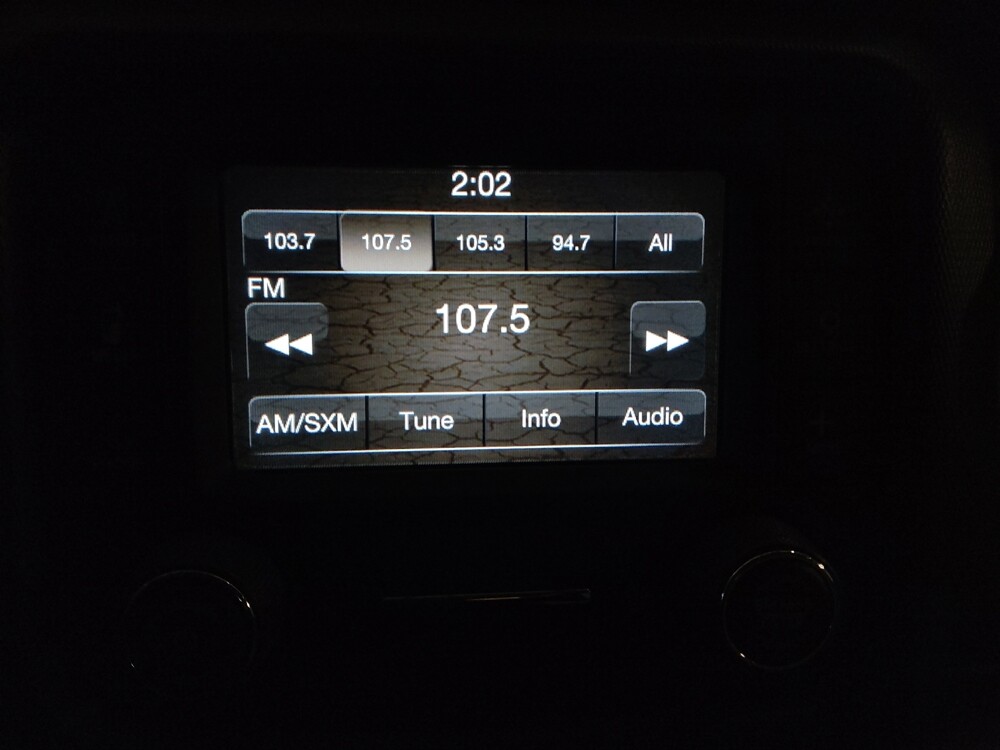 2:02
103.7 107.5 105.3 94.7 All
FM
107.5
AM/SXM Tune Info Audio